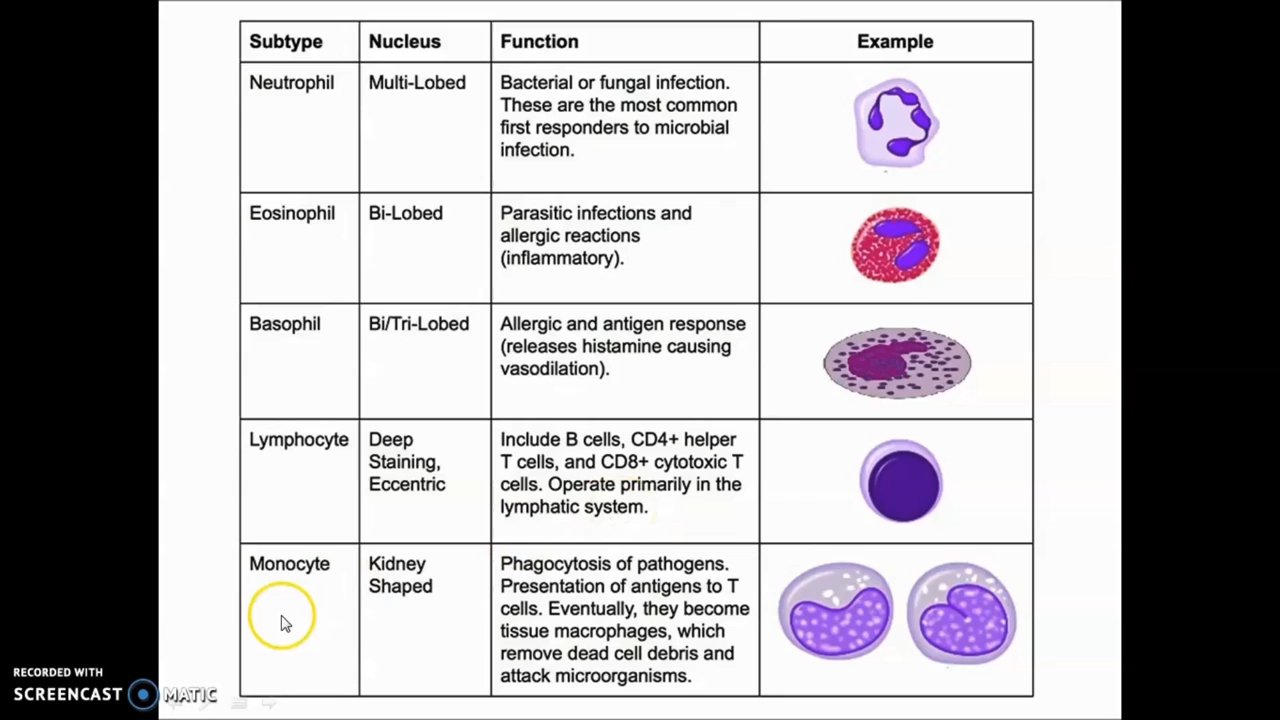 Subtype
Nucleus
Function
Example
Neutrophil
Multi-Lobed
Bacterial or fungal infection.
These are the most common
first responders to microbial
infection.
Eosinophil
Bi-Lobed
Parasitic infections and
allergic reactions
(inflammatory).
Basophil
Bi/Tri-Lobed
Allergic and antigen response
(releases histamine causing
vasodilation).
Lymphocyte
Deep
Staining,
Eccentric
Include B cells, CD4+ helper
T cells, and CD8+ cytotoxic T
cells. Operate primarily in the
lymphatic system.
Monocyte
Kidney
Shaped
Phagocytosis of pathogens.
Presentation of antigens to T
cells. Eventually, they become
tissue macrophages, which
remove dead cell debris and
attack microorganisms.
RECORDED WITH
SCREENCAST MATIC